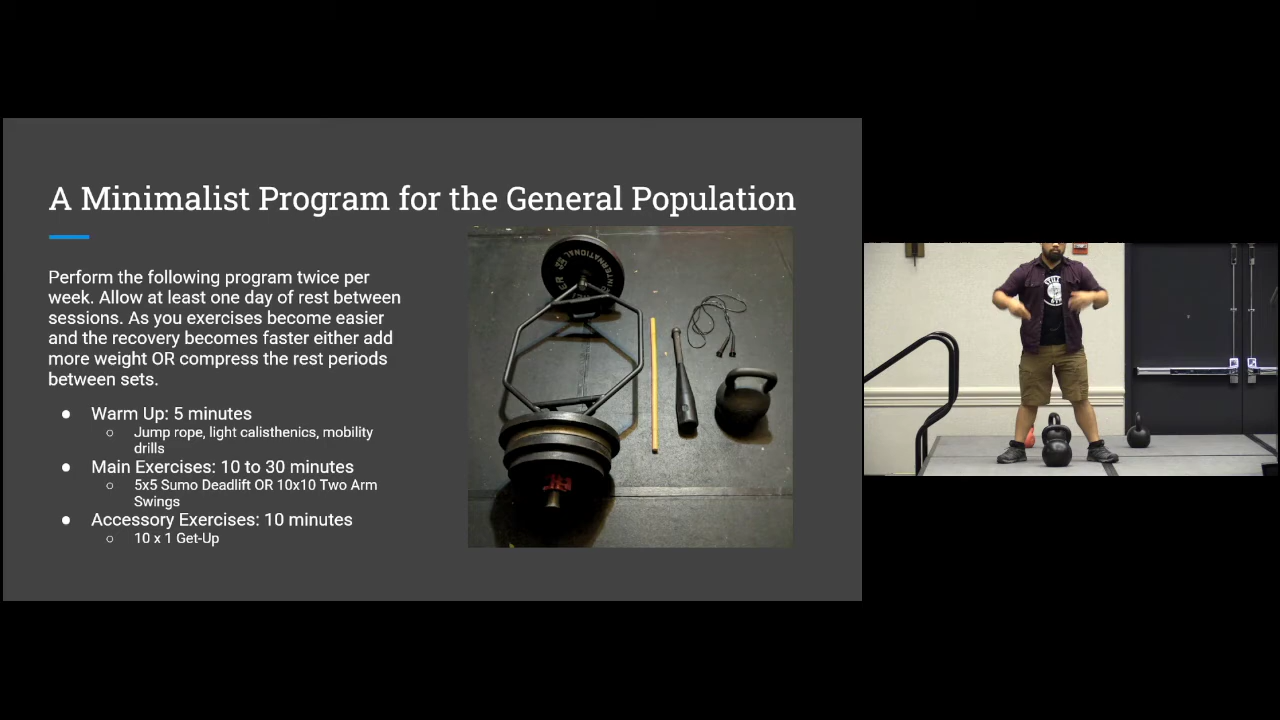 A Minimalist Program for the General Population
Perform the following program twice per
week. Allow at least one day of rest between
sessions. As you exercises become easier
and the recovery becomes faster either add
more weight OR compress the rest periods
between sets.
● Warm Up: 5 minutes
○ Jump rope, light calisthenics, mobility
drills
● Main Exercises: 10 to 30 minutes
○ 5x5 Sumo Deadlift OR 10x10 Two Arm
Swings
● Accessory Exercises: 10 minutes
○ 10 x 1 Get-Up